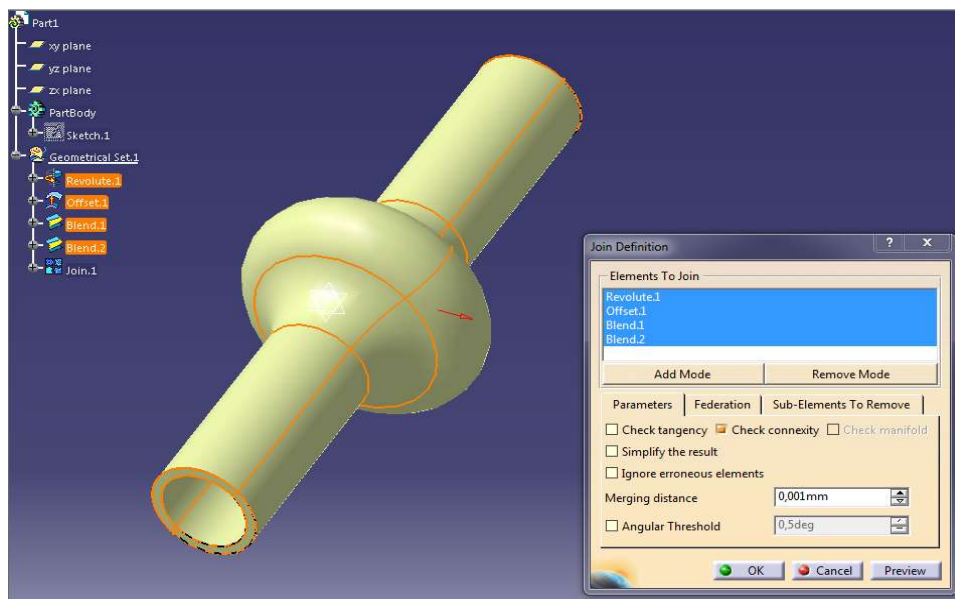 Part1
xy plane
yz plane
zx plane
PartBody
Sketch.1
Geometrical Set.1
Revolute.1
Offset.1
Blend.1
Blend.2
Join.1
Join Definition
? X
Elements To Join
Revolute.1
Offset.1
Blend.1
Blend.2
Add Mode Remove Mode
Parameters Federation Sub-Elements To Remove
Check tangency Check connexity Check manifold
Simplify the result
Ignore erroneous elements
Merging distance 0,001mm
Angular Threshold 0,5deg
OK Cancel Preview